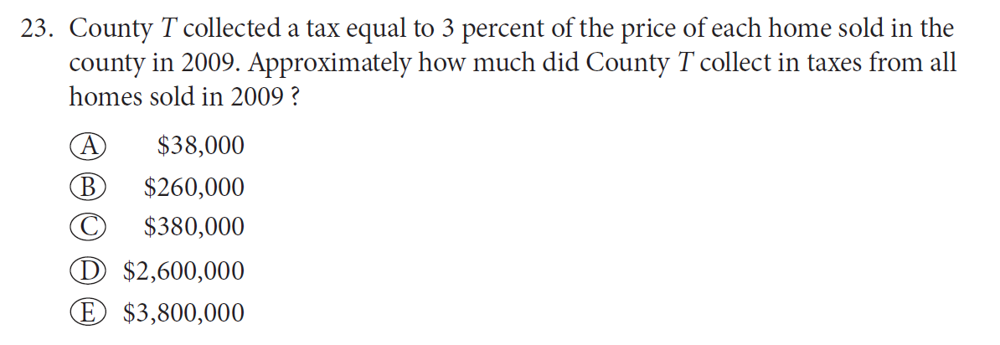 23. County T collected a tax equal to 3 percent of the price of each home sold in the
county in 2009. Approximately how much did County T collect in taxes from all
homes sold in 2009 ?
A $38,000
B $260,000
C $380,000
D $2,600,000
E $3,800,000